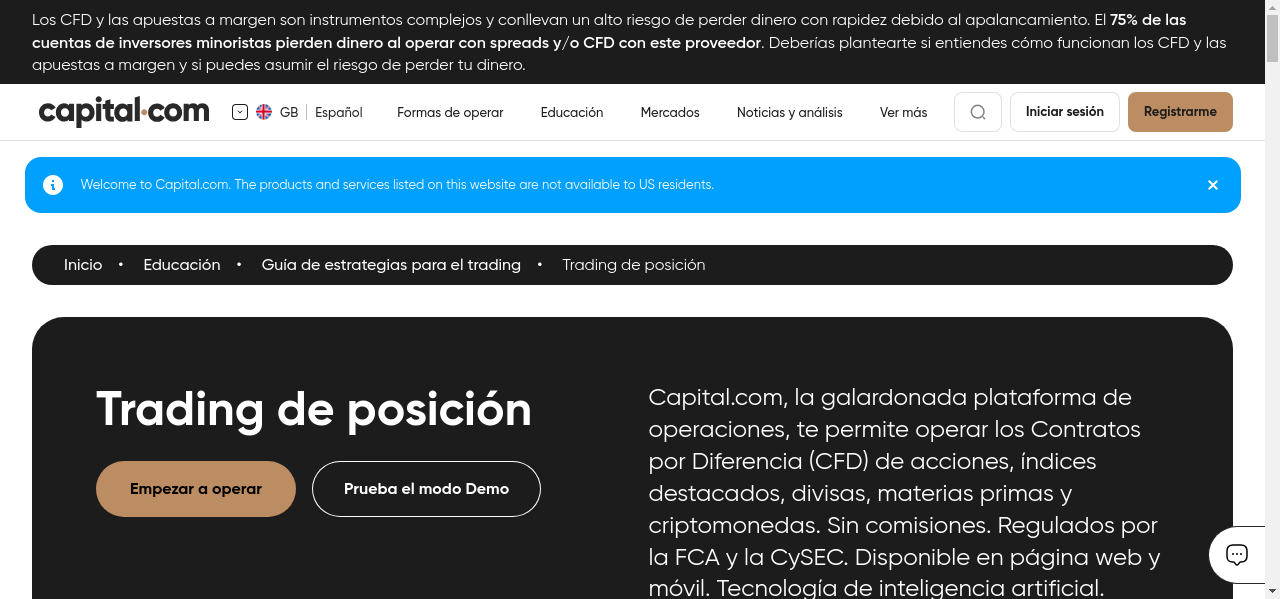 Los CFD y las apuestas a margen son instrumentos complejos y conllevan un alto riesgo de perder dinero con rapidez debido al apalancamiento. El 75% de las
cuentas de inversores minoristas pierden dinero al operar con spreads y/o CFD con este proveedor. Deberías plantearte si entiendes cómo funcionan los CFD y las
apuestas a margen y si puedes asumir el riesgo de perder tu dinero.
capital.com GB Español Formas de operar Educación Mercados Noticias y análisis Ver más Iniciar sesión Registrarme
Welcome to Capital.com. The products and services listed on this website are not available to US residents.
Inicio • Educación • Guía de estrategias para el trading • Trading de posición
Trading de posición
Empezar a operar Prueba el modo Demo
Capital.com, la galardonada plataforma de
operaciones, te permite operar los Contratos
por Diferencia (CFD) de acciones, índices
destacados, divisas, materias primas y
criptomonedas. Sin comisiones. Regulados por
la FCA y la CySEC. Disponible en página web y
móvil. Tecnología de inteligencia artificial.